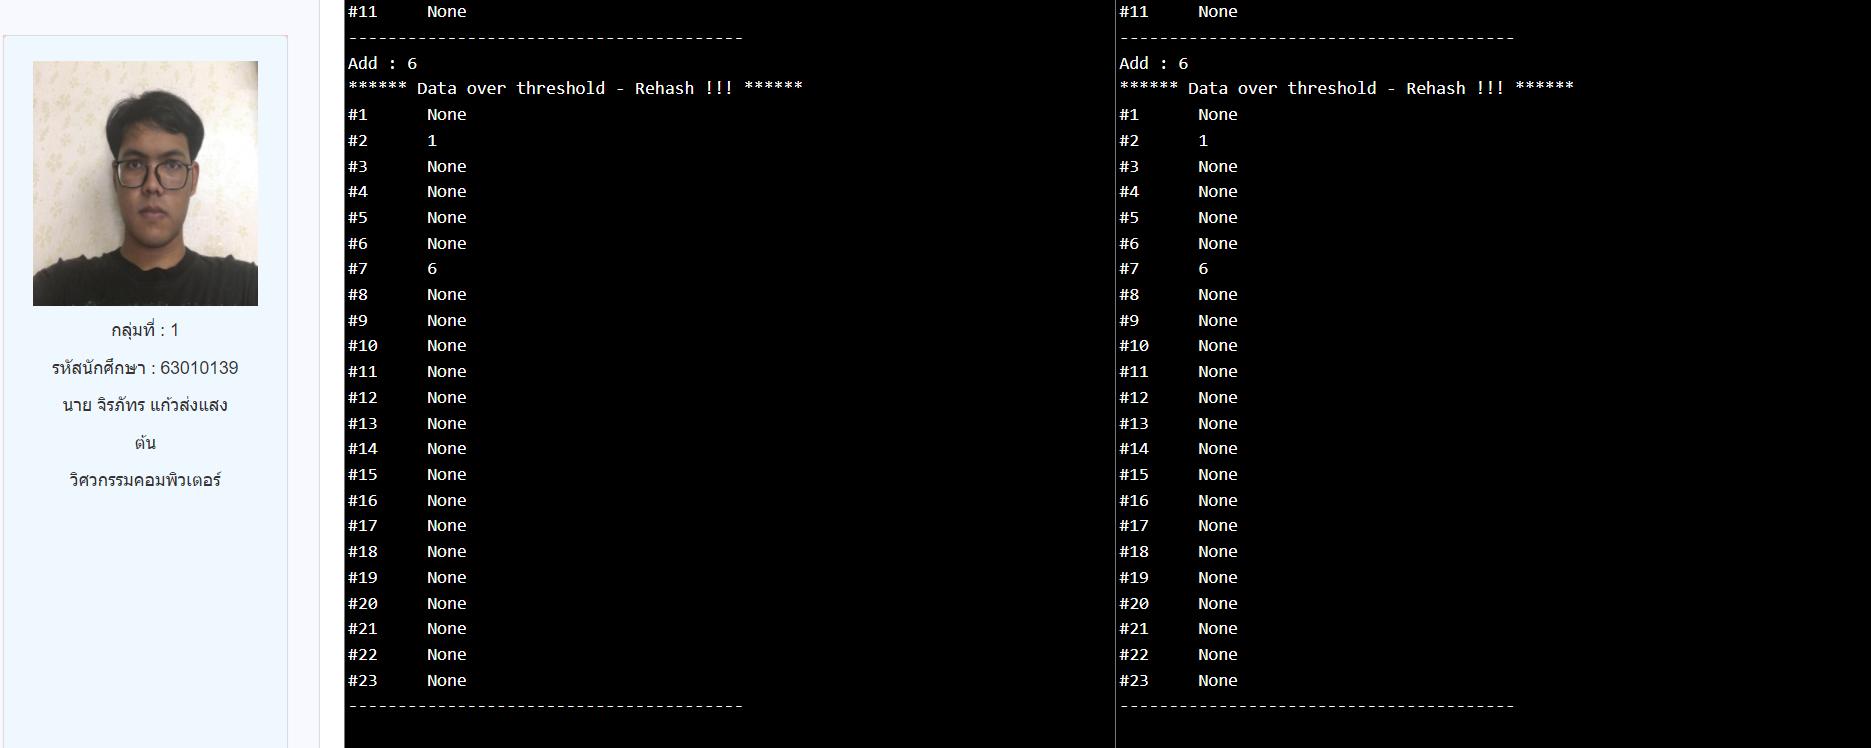 กลุ่มที่ : 1
รหัสนักศึกษา : 63010139
นาย จิรภัทร แก้วส่งแสง
ต้น
วิศวกรรมคอมพิวเตอร์
#11 None
----------------------------------------
Add : 6
****** Data over threshold - Rehash !!! ******
#1 None
#2 1
#3 None
#4 None
#5 None
#6 None
#7 6
#8 None
#9 None
#10 None
#11 None
#12 None
#13 None
#14 None
#15 None
#16 None
#17 None
#18 None
#19 None
#20 None
#21 None
#22 None
#23 None
----------------------------------------
#11 None
----------------------------------------
Add : 6
****** Data over threshold - Rehash !!! ******
#1 None
#2 1
#3 None
#4 None
#5 None
#6 None
#7 6
#8 None
#9 None
#10 None
#11 None
#12 None
#13 None
#14 None
#15 None
#16 None
#17 None
#18 None
#19 None
#20 None
#21 None
#22 None
#23 None
----------------------------------------